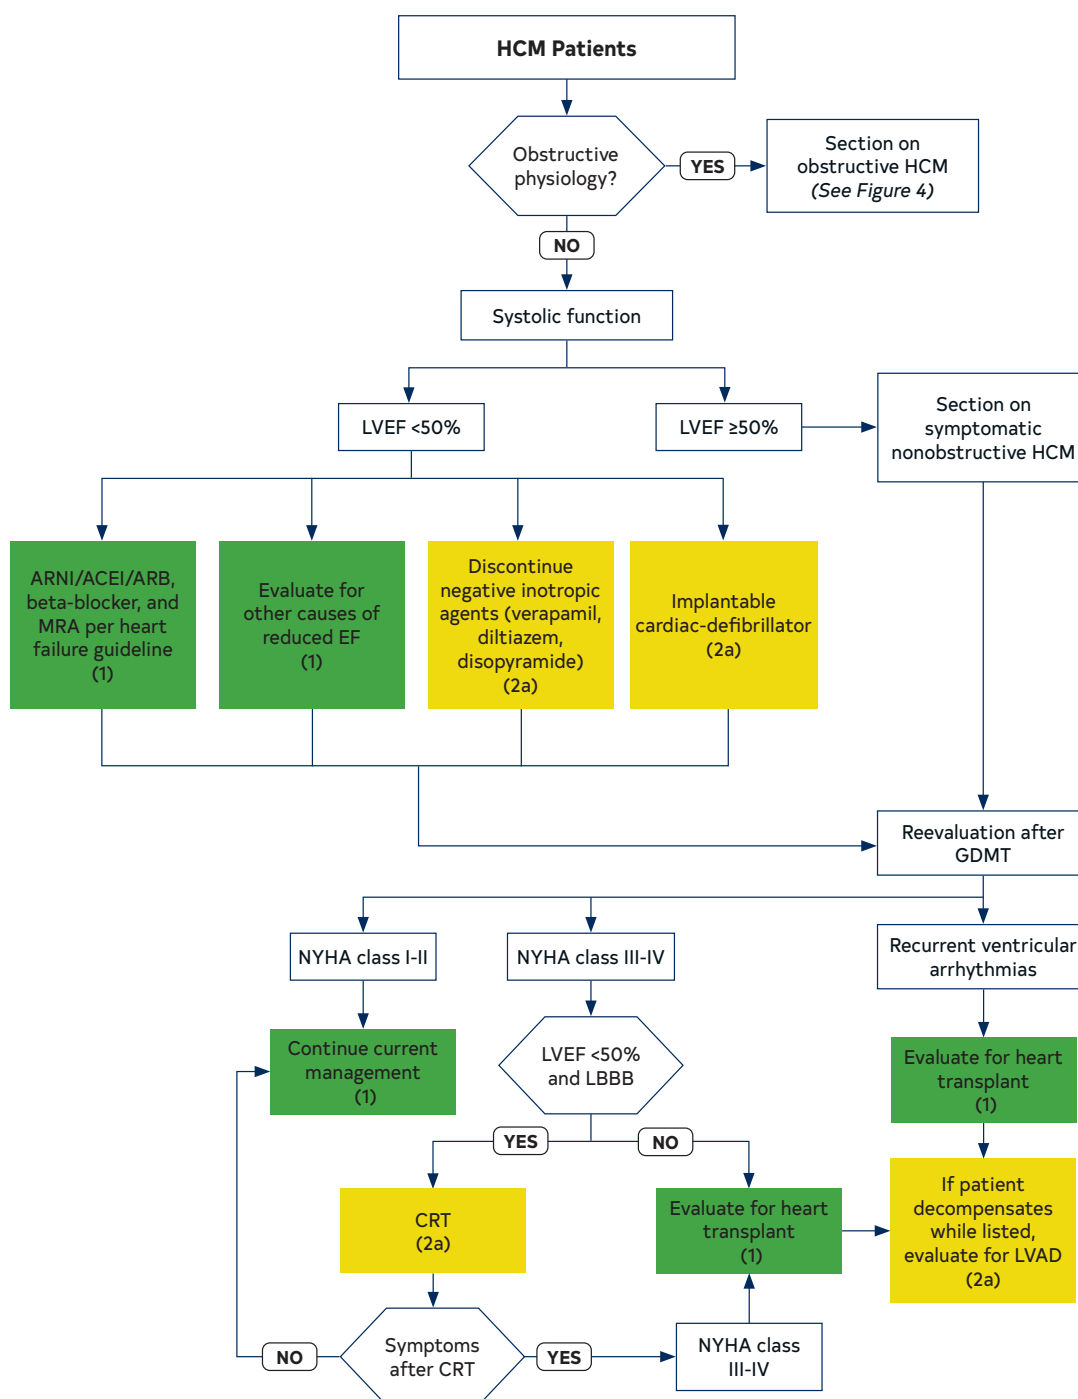 HCM Patients
Obstructive
physiology?
YES
Section on
obstructive HCM
(See Figure 4)
NO
Systolic function
LVEF <50%
LVEF ≥50%
Section on
symptomatic
nonobstructive HCM
ARNI/ACEI/ARB,
beta-blocker, and
MRA per heart
failure guideline
(1)
Evaluate for
other causes of
reduced EF
(1)
Discontinue
negative inotropic
agents (verapamil,
diltiazem,
disopyramide)
(2a)
Implantable
cardiac-defibrillator
(2a)
Reevaluation after
GDMT
NYHA class I-II
NYHA class III-IV
Recurrent ventricular
arrhythmias
Continue current
management
(1)
LVEF <50%
and LBBB
Evaluate for heart
transplant
(1)
YES
NO
CRT
(2a)
Evaluate for heart
transplant
(1)
If patient
decompensates
while listed,
evaluate for LVAD
(2a)
NO
Symptoms
after CRT
YES
NYHA class
III-IV